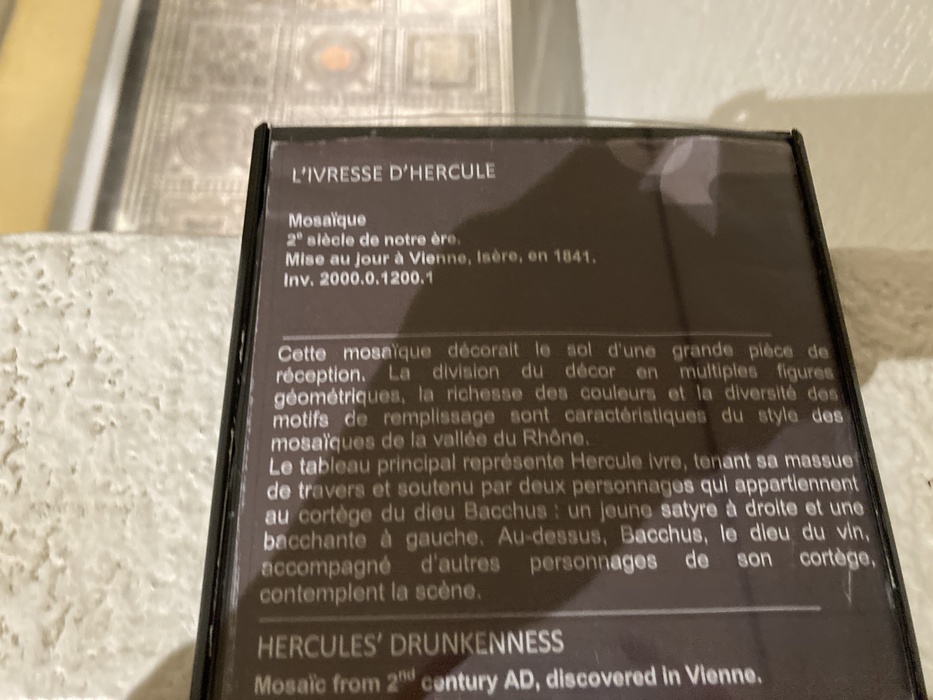 L'IVRESSE D'HERCULE
Mosaïque
2e siècle de notre ère.
Mise au jour à Vienne, Isère, en 1841.
Inv. 2000.0.1200.1
Cette mosaïque décorait le sol d'une grande pièce de
réception. La division du décor en multiples figures
géométriques, la richesse des couleurs et la diversité des
motifs de remplissage sont caractéristiques du style des
mosaïques de la vallée du Rhône.
Le tableau principal représente Hercule ivre, tenant sa massue
de travers et soutenu par deux personnages qui appartiennent
au cortège du dieu Bacchus : un jeune satyre à droite et une
bacchante à gauche. Au-dessus, Bacchus, le dieu du vin,
accompagné d'autres personnages de son cortège,
contemplent la scène.
HERCULES' DRUNKENNESS
Mosaïc from 2nd century AD, discovered in Vienne.